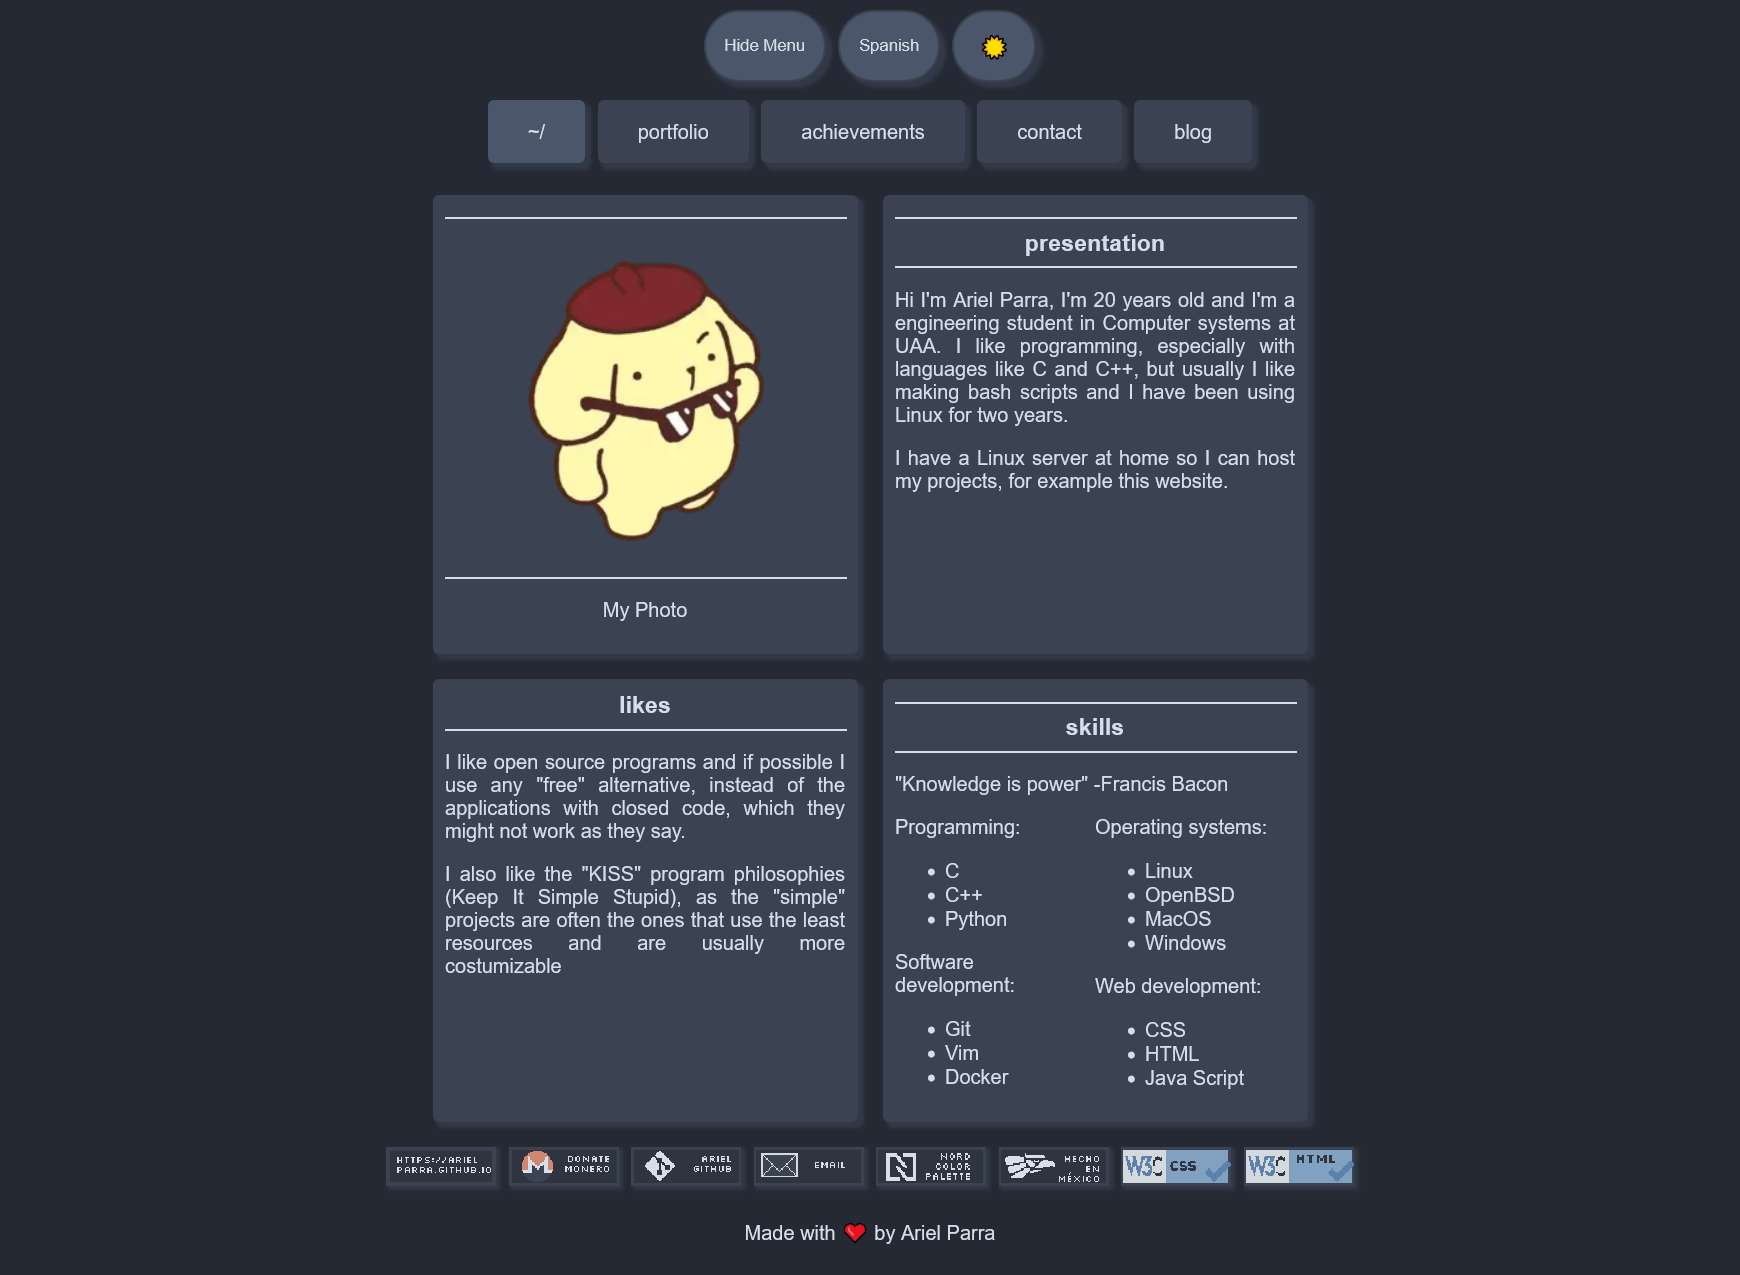 Hide Menu
Spanish
~/
portfolio
achievements
contact
blog
My Photo
presentation
Hi I'm Ariel Parra, I'm 20 years old and I'm a
engineering student in Computer systems at
UAA. I like programming, especially with
languages like C and C++, but usually I like
making bash scripts and I have been using
Linux for two years.
I have a Linux server at home so I can host
my projects, for example this website.
likes
I like open source programs and if possible I
use any "free" alternative, instead of the
applications with closed code, which they
might not work as they say.
I also like the "KISS" program philosophies
(Keep It Simple Stupid), as the "simple"
projects are often the ones that use the least
resources and are usually more
costumizable
skills
"Knowledge is power" -Francis Bacon
Programming:
• C
• C++
• Python
Software
development:
• Git
• Vim
• Docker
Operating systems:
• Linux
• OpenBSD
• MacOS
• Windows
Web development:
• CSS
• HTML
• Java Script
HTTPS://ARIEL
PARRA.GITHUB.IO
DONATE
MONERO
ARIEL
GITHUB
EMAIL
NORD
COLOR
PALETTE
HECHO
EN
MÉXICO
W3C CSS
W3C HTML
Made with ❤ by Ariel Parra